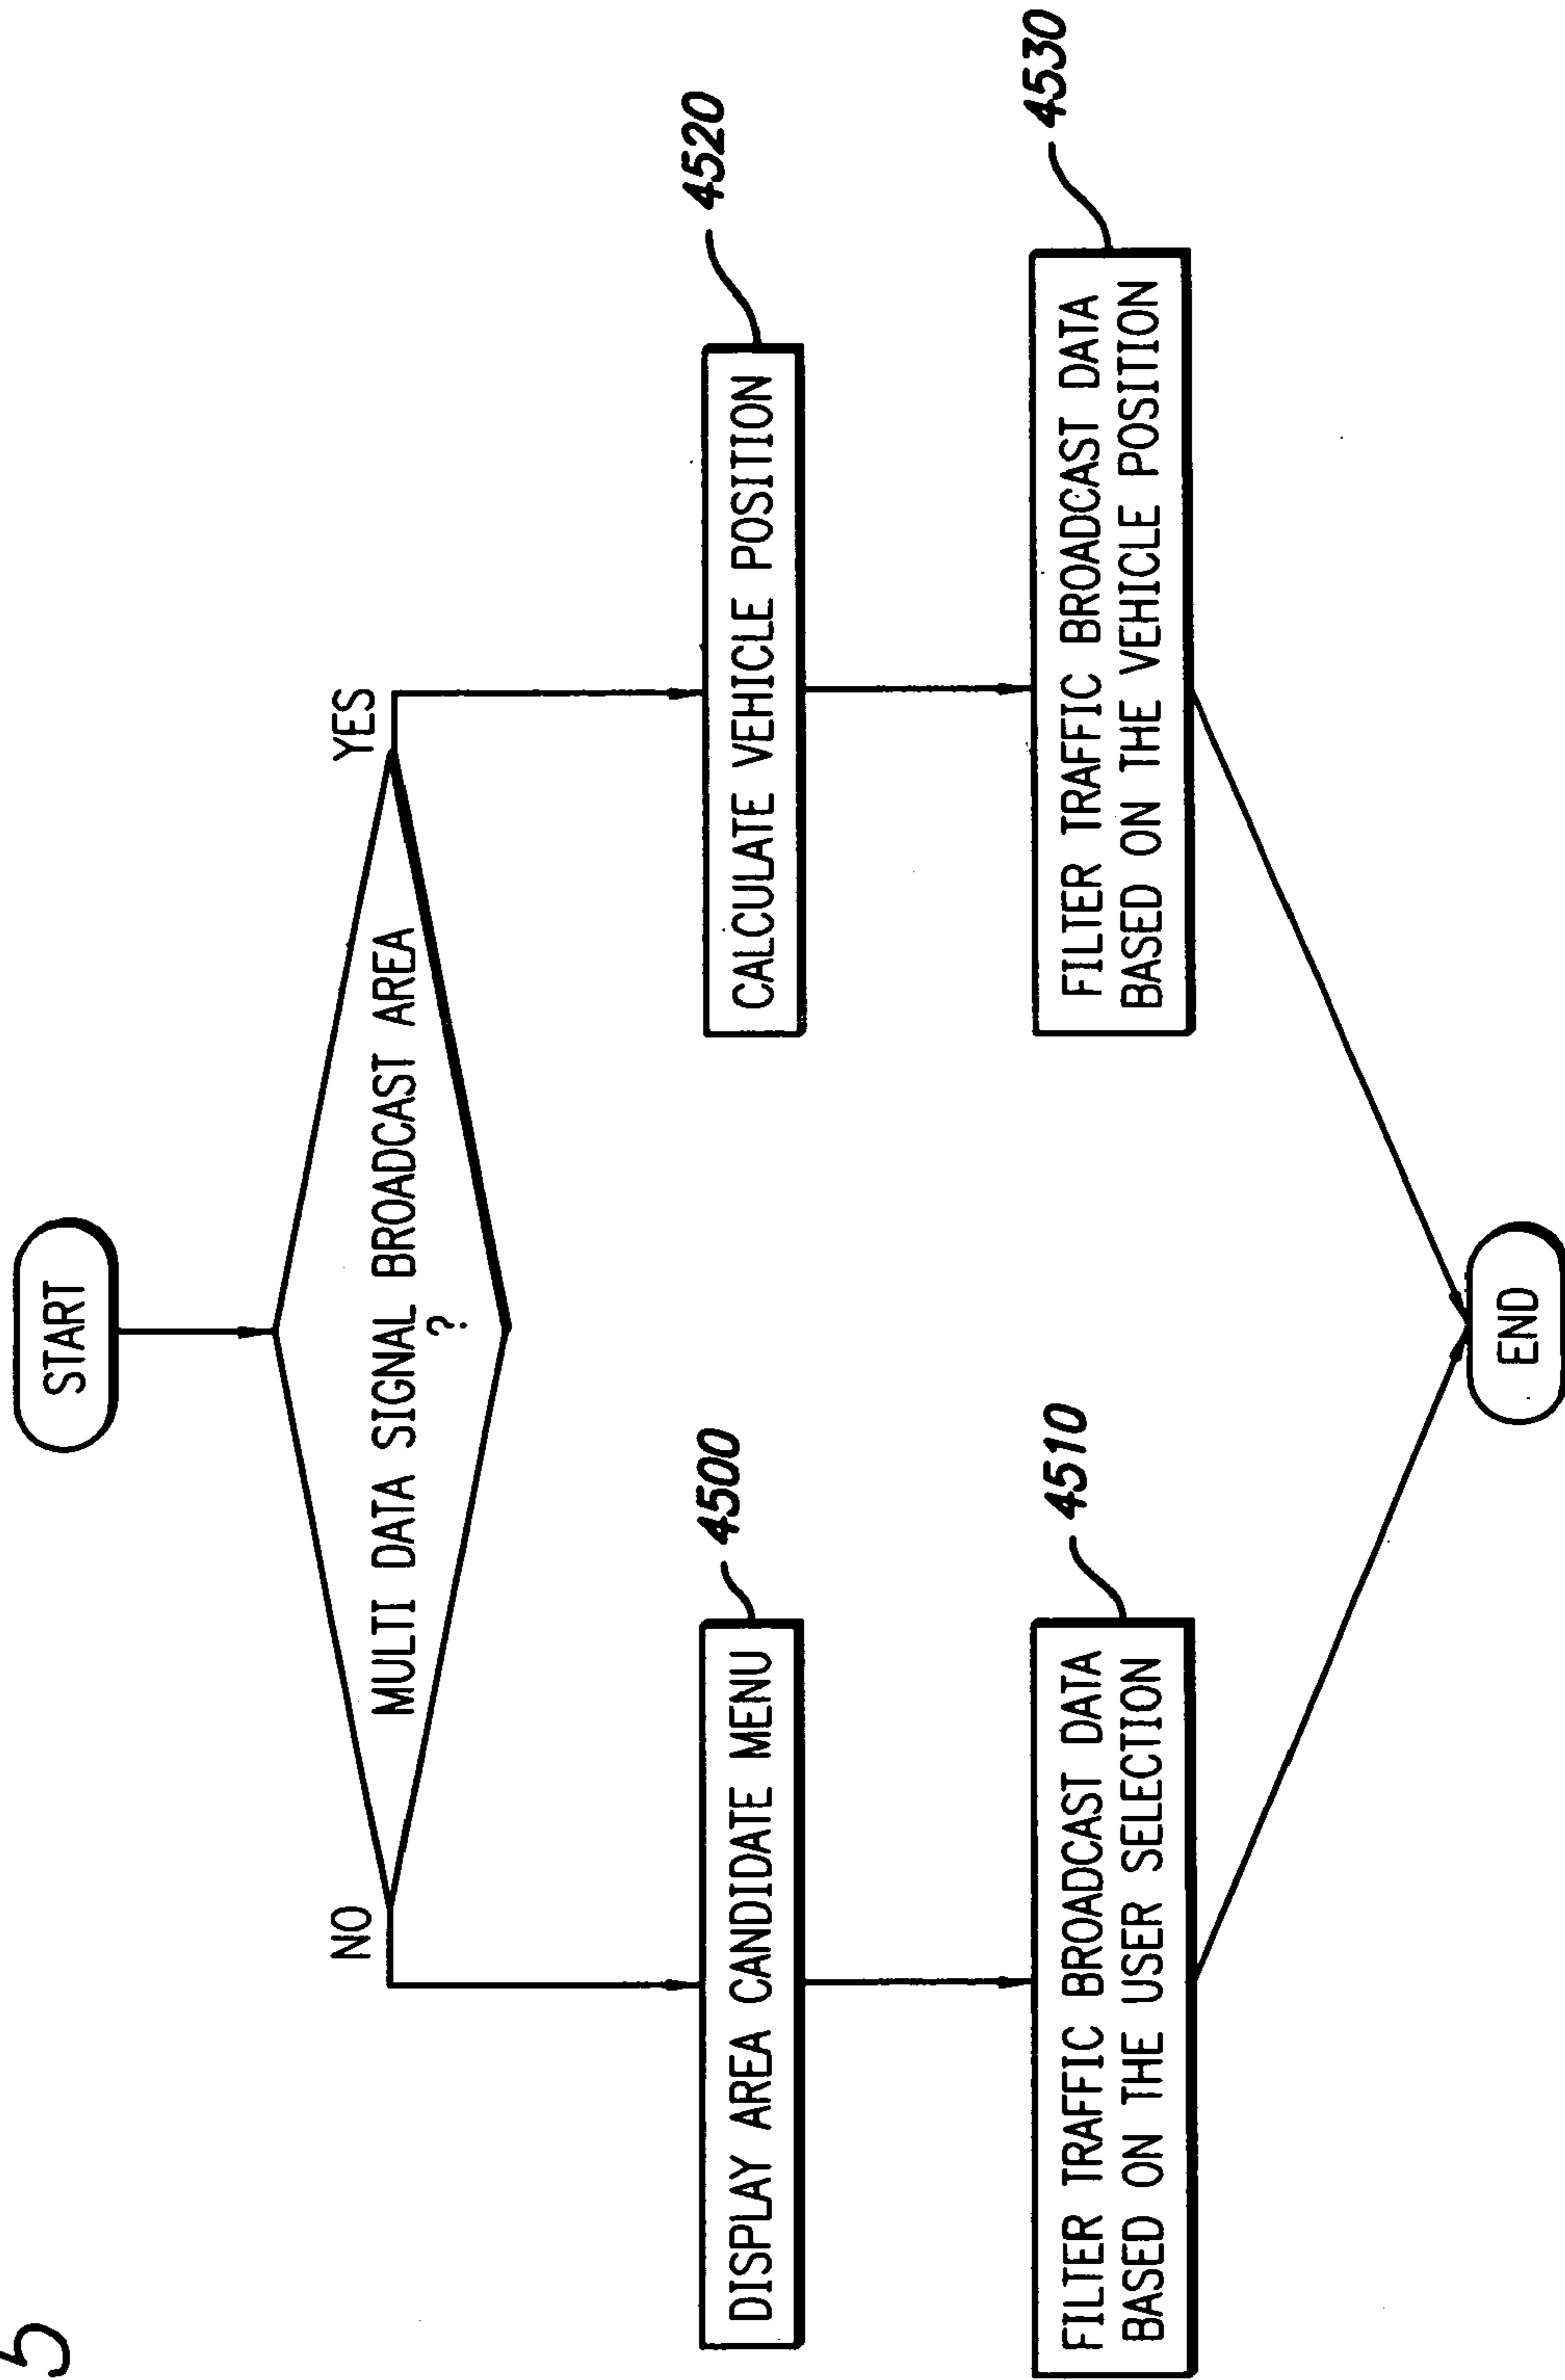 5
START
MULTI DATA SIGNAL BROADCAST AREA
?
NO
YES
DISPLAY AREA CANDIDATE MENU
4500
CALCULATE VEHICLE POSITION
4520
FILTER TRAFFIC BROADCAST DATA
BASED ON THE USER SELECTION
4510
FILTER TRAFFIC BROADCAST DATA
BASED ON THE VEHICLE POSITION
4530
END